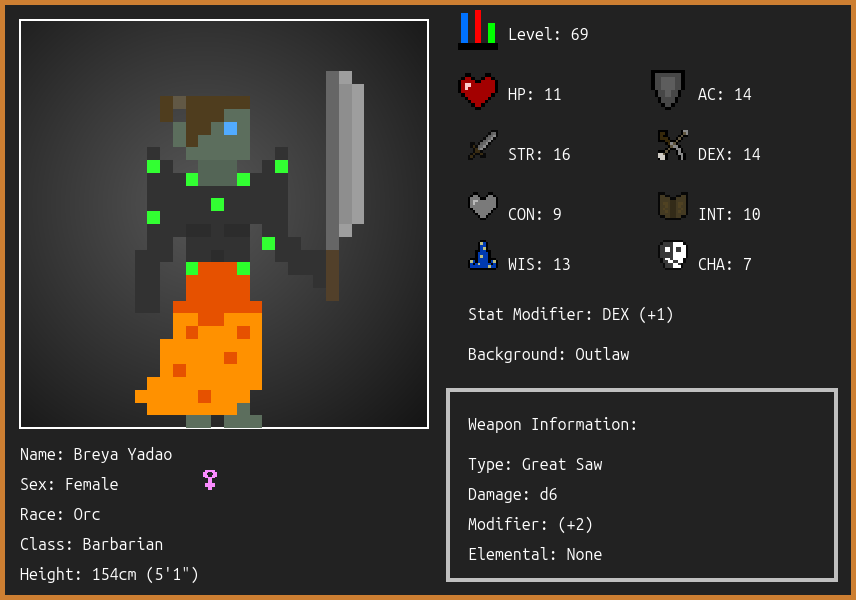 Level: 69
HP: 11
AC: 14
STR: 16
DEX: 14
CON: 9
INT: 10
WIS: 13
CHA: 7
Stat Modifier: DEX (+1)
Background: Outlaw
Weapon Information:
Type: Great Saw
Damage: d6
Modifier: (+2)
Elemental: None
Name: Breya Yadao
Sex: Female
Race: Orc
Class: Barbarian
Height: 154cm (5'1")